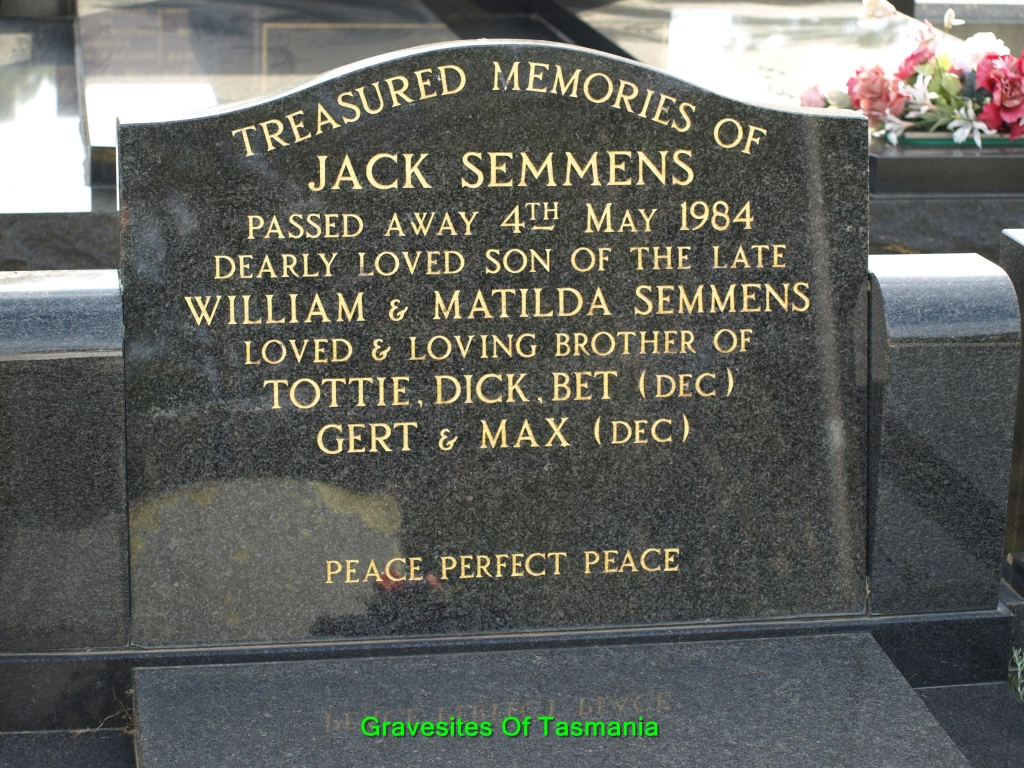 TREASURED MEMORIES OF
JACK SEMMENS
PASSED AWAY 4TH MAY 1984
DEARLY LOVED SON OF THE LATE
WILLIAM & MATILDA SEMMENS
LOVED & LOVING BROTHER OF
TOTTIE, DICK, BET (DEC)
GERT & MAX (DEC)
PEACE PERFECT PEACE
Gravesites Of Tasmania